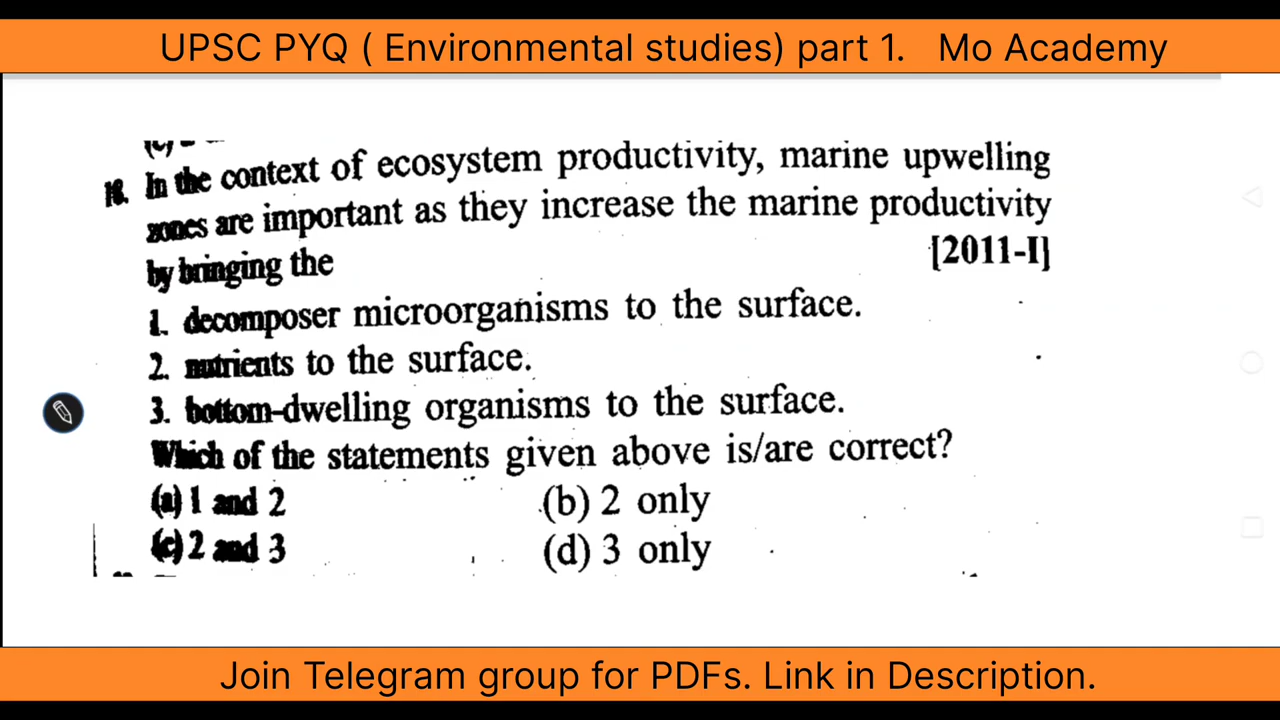 UPSC PYQ ( Environmental studies) part 1. Mo Academy
In the context of ecosystem productivity, marine upwelling
zones are important as they increase the marine productivity
by bringing the [2011-I]
1. decomposer microorganisms to the surface.
2. nutrients to the surface.
3. bottom-dwelling organisms to the surface.
Which of the statements given above is/are correct?
(a) 1 and 2 (b) 2 only
(c) 2 and 3 (d) 3 only
Join Telegram group for PDFs. Link in Description.